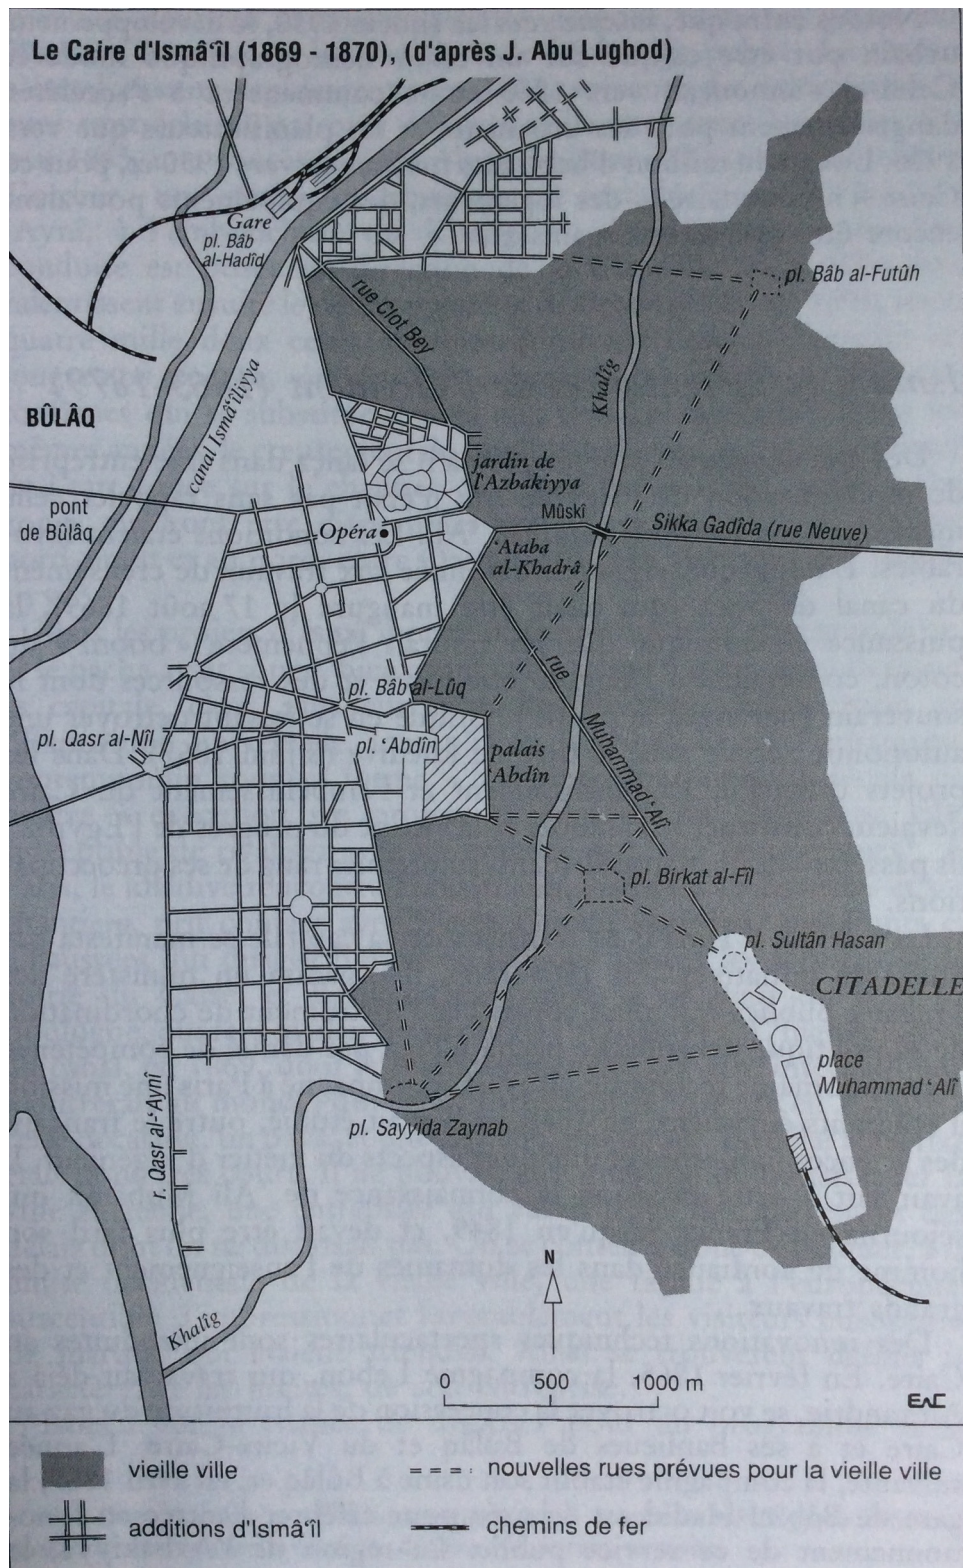 Le Caire d'Ismâ'îl (1869 - 1870), (d'après J. Abu Lughod)
Gare
pl. Bâb
al-Hadîd
pl. Bâb al-Futûh
rue Clot Bey
Khalîg
canal Ismâ'îliyya
BÛLÂQ
jardin de
l'Azbakiyya
pont
de Bûlâq
Mûskî
Opéra
Sikka Gadîda (rue Neuve)
'Ataba
al-Khadrâ
rue Muhammad 'Alî
pl. Bâb al-Lûq
pl. Qasr al-Nîl
pl. 'Abdîn
palais
'Abdîn
pl. Birkat al-Fîl
pl. Sultân Hasan
CITADELLE
place
Muhammad 'Alî
r. Qasr al-'Aynî
pl. Sayyida Zaynab
Khalîg
N
0 500 1000 m
vieille ville
nouvelles rues prévues pour la vieille ville
additions d'Ismâ'îl
chemins de fer